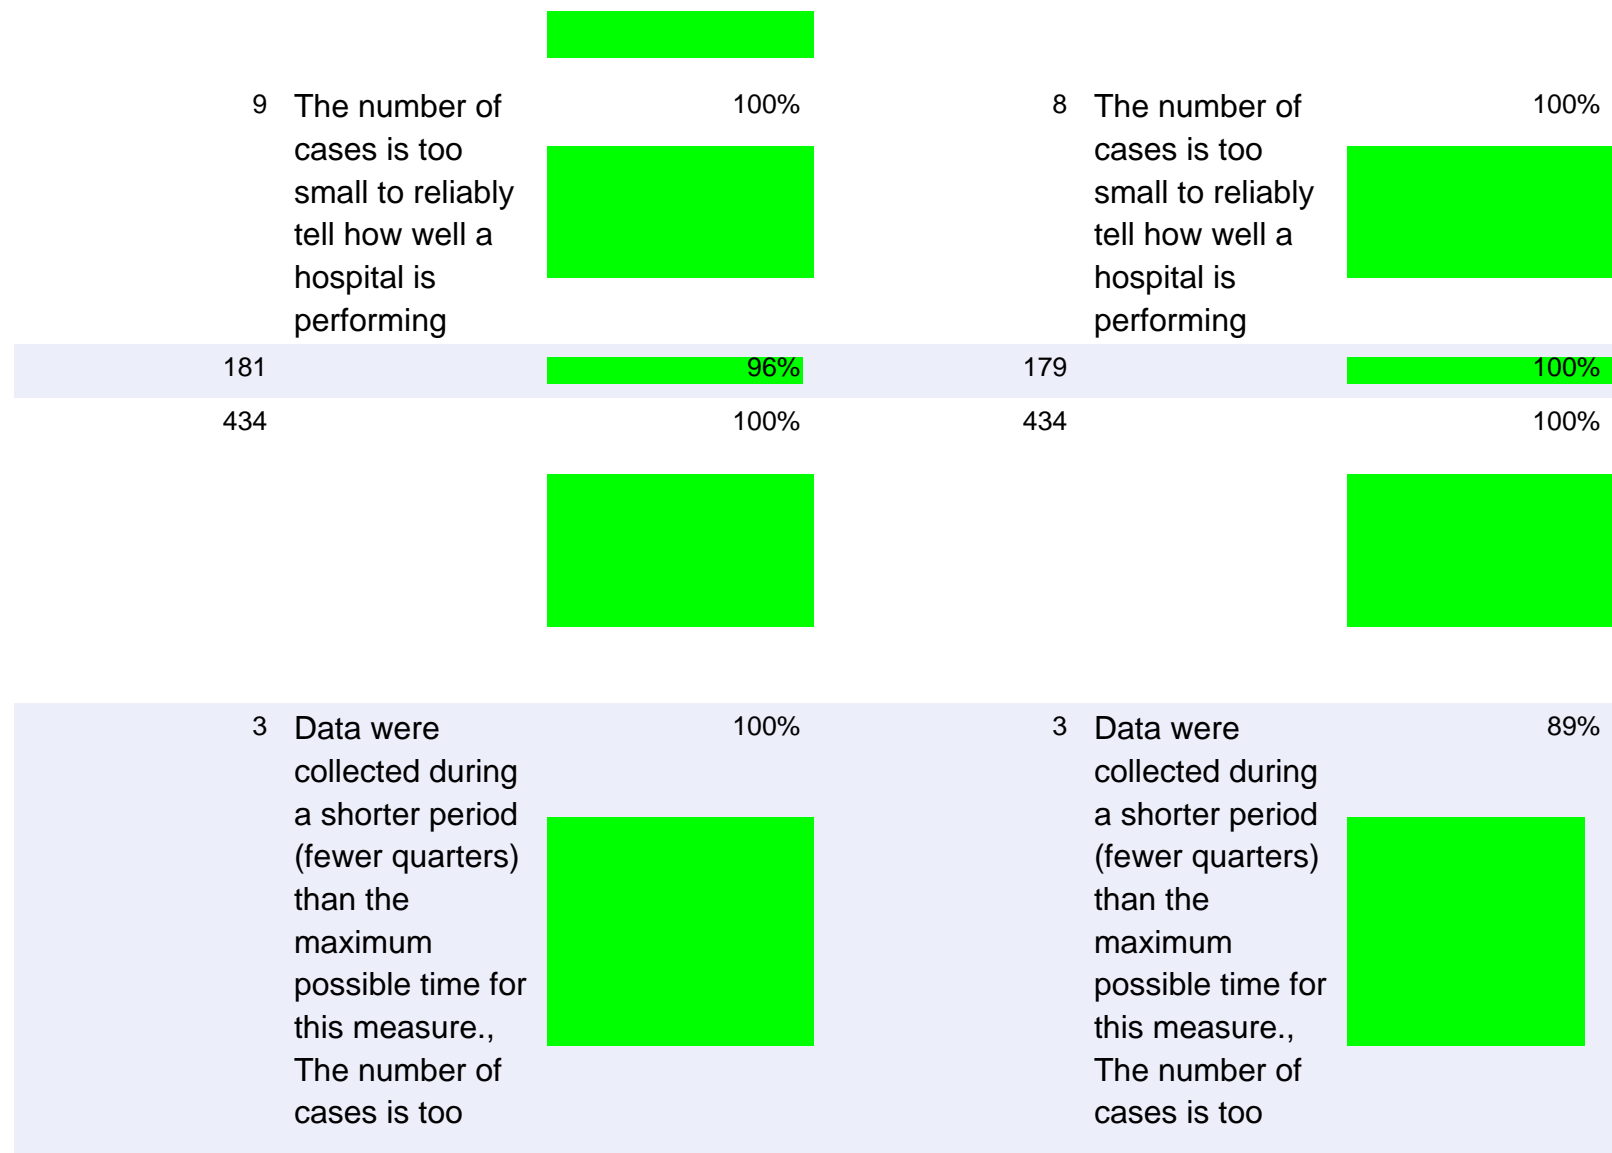 9 The number of 100% 8 The number of 100%
cases is too cases is too
small to reliably small to reliably
tell how well a tell how well a
hospital is hospital is
performing performing
181 96% 179 100%
434 100% 434 100%
3 Data were 100% 3 Data were 89%
collected during collected during
a shorter period a shorter period
(fewer quarters) (fewer quarters)
than the than the
maximum maximum
possible time for possible time for
this measure., this measure.,
The number of The number of
cases is too cases is too